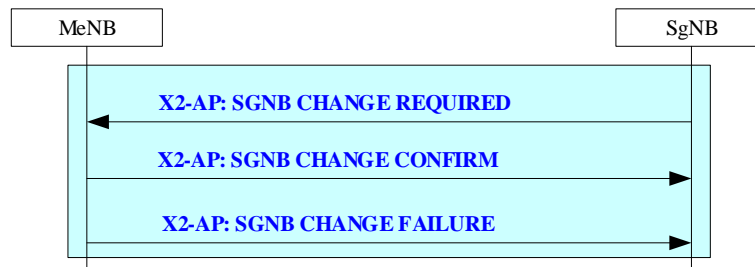 MeNB
SgNB
X2-AP: SGNB CHANGE REQUIRED
X2-AP: SGNB CHANGE CONFIRM
X2-AP: SGNB CHANGE FAILURE